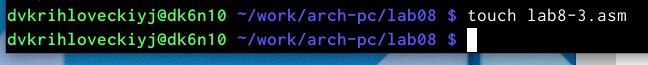 dvkrihloveckiyj@dk6n10 ~/work/arch-pc/lab08 $ touch lab8-3.asm
dvkrihloveckiyj@dk6n10 ~/work/arch-pc/lab08 $